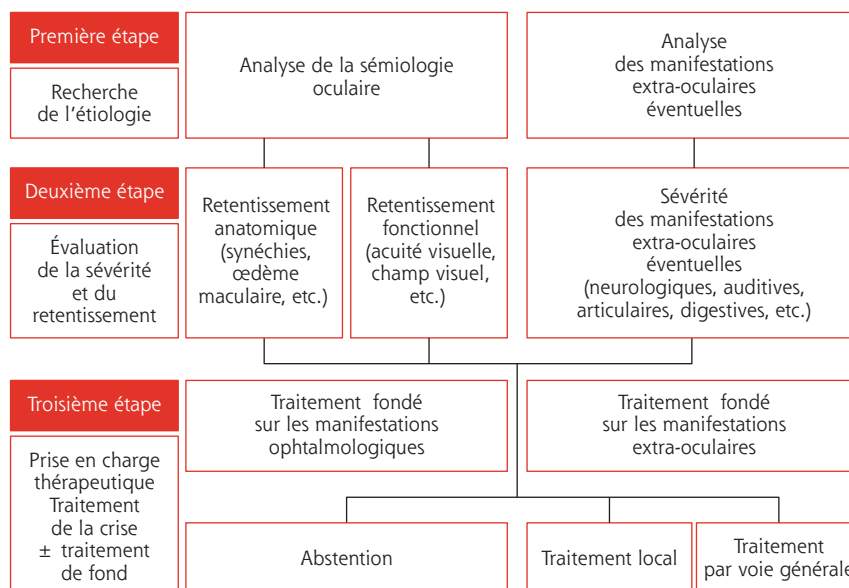 Première étape
Recherche
de l'étiologie
Analyse de la sémiologie
oculaire
Analyse
des manifestations
extra-oculaires
éventuelles
Deuxième étape
Évaluation
de la sévérité
et du
retentissement
Retentissement
anatomique
(synéchies,
œdème
maculaire, etc.)
Retentissement
fonctionnel
(acuité visuelle,
champ visuel,
etc.)
Sévérité
des manifestations
extra-oculaires
éventuelles
(neurologiques, auditives,
articulaires, digestives, etc.)
Troisième étape
Prise en charge
thérapeutique
Traitement
de la crise
± traitement
de fond
Traitement fondé
sur les manifestations
ophtalmologiques
Traitement fondé
sur les manifestations
extra-oculaires
Abstention
Traitement local
Traitement
par voie générale